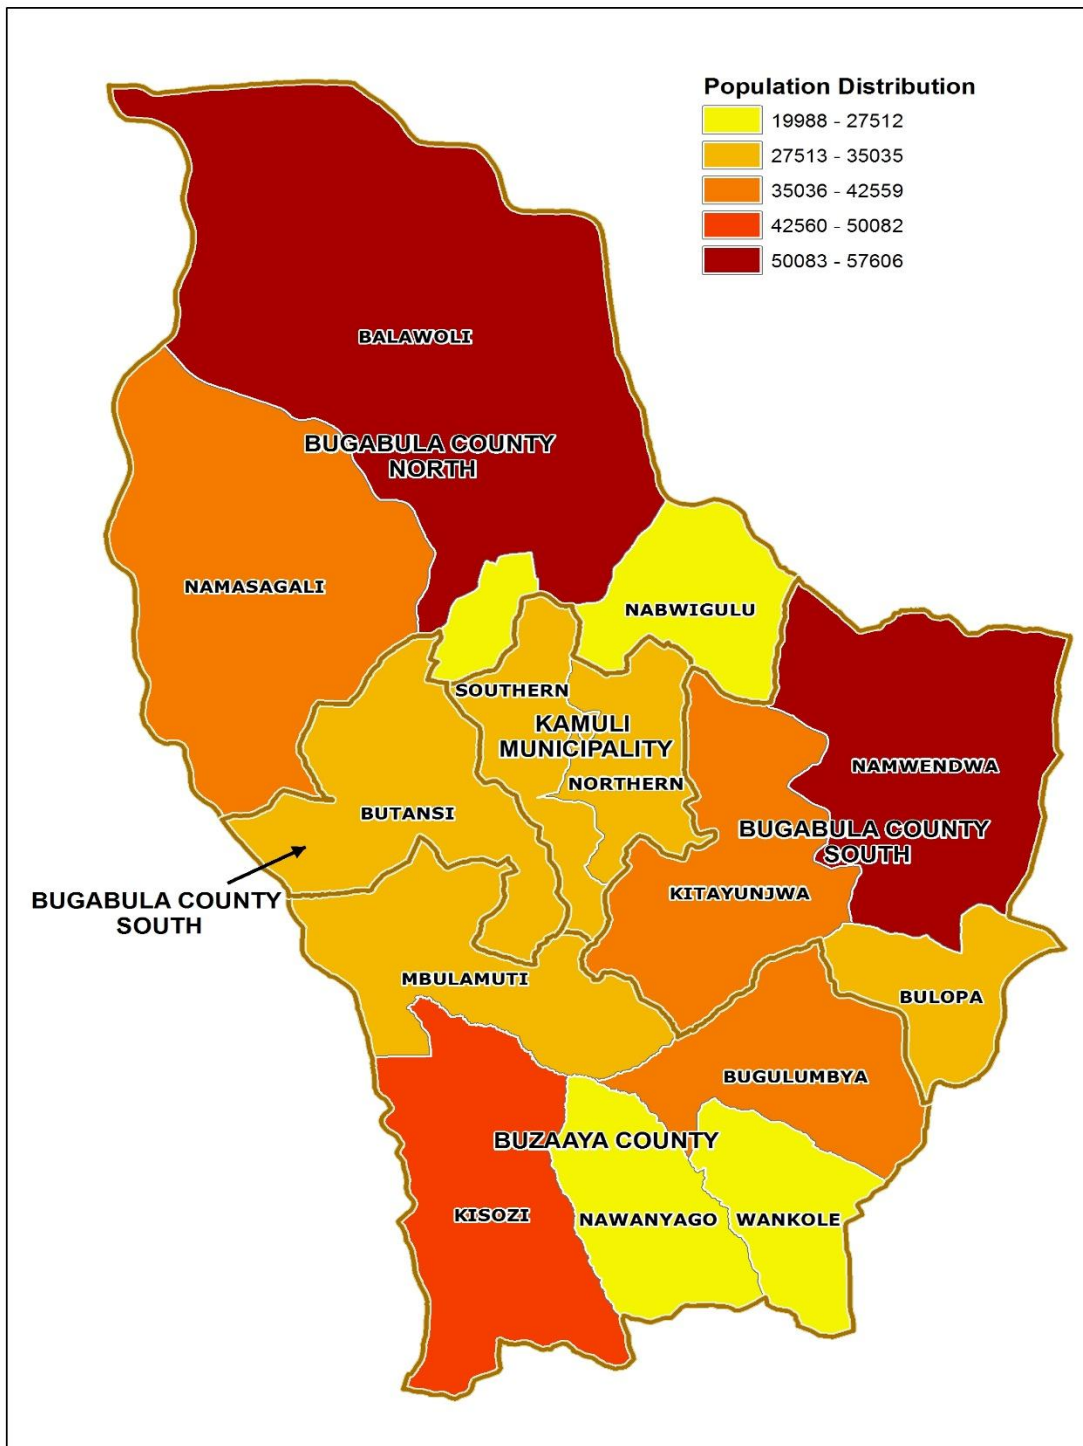 Population Distribution
19988 - 27512
27513 - 35035
35036 - 42559
42560 - 50082
50083 - 57606
BALAWOLI
BUGABULA COUNTY
NORTH
NAMASAGALI
NABWIGULU
SOUTHERN
KAMULI
MUNICIPALITY
NORTHERN
NAMWENDWA
BUTANSI
BUGABULA COUNTY
SOUTH
BUGABULA COUNTY
SOUTH
KITAYUNJWA
MBULAMUTI
BULOPA
BUGULUMBYA
BUZAAYA COUNTY
KISOZI
NAWANYAGO
WANKOLE